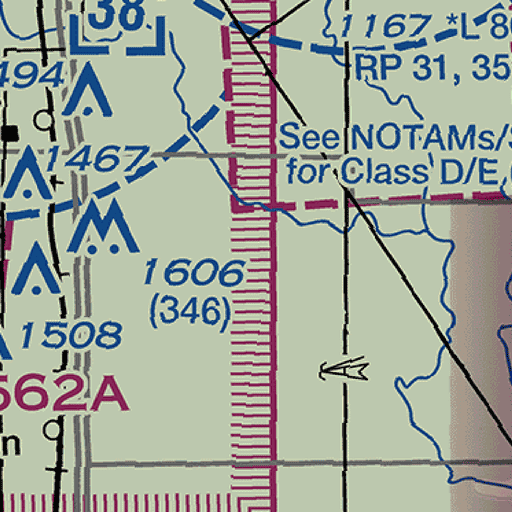 38
1167 *L 8
494
RP 31, 35
See NOTAMs/S
1467
for Class D/E,
1606
(346)
1508
562A
n